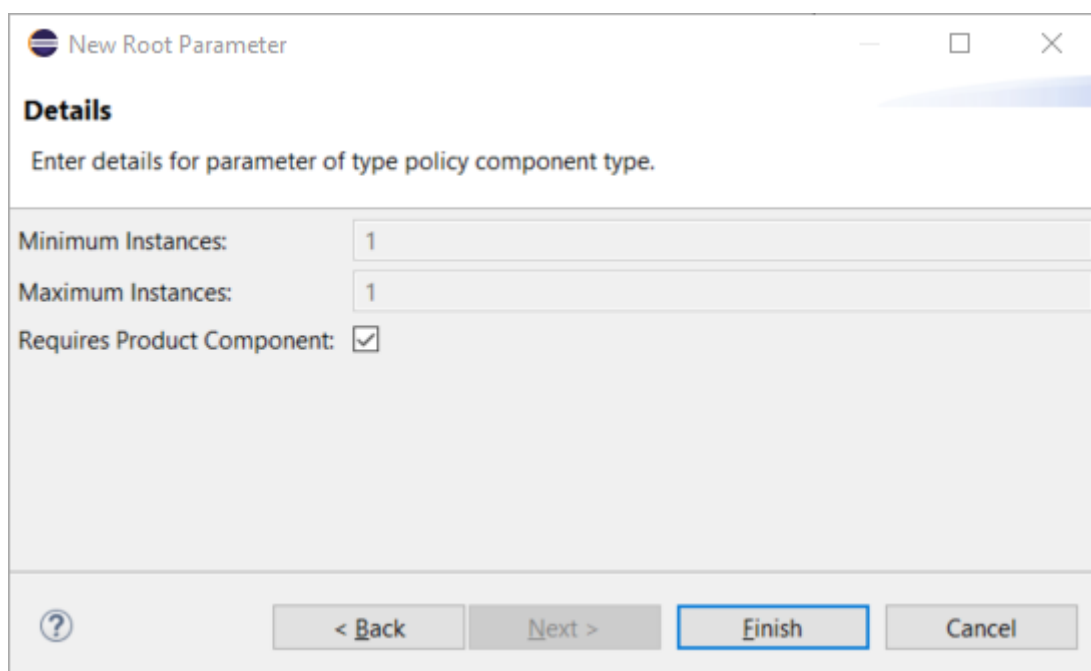 New Root Parameter
Details
Enter details for parameter of type policy component type.
Minimum Instances: 1
Maximum Instances: 1
Requires Product Component:
? < Back Next > Finish Cancel